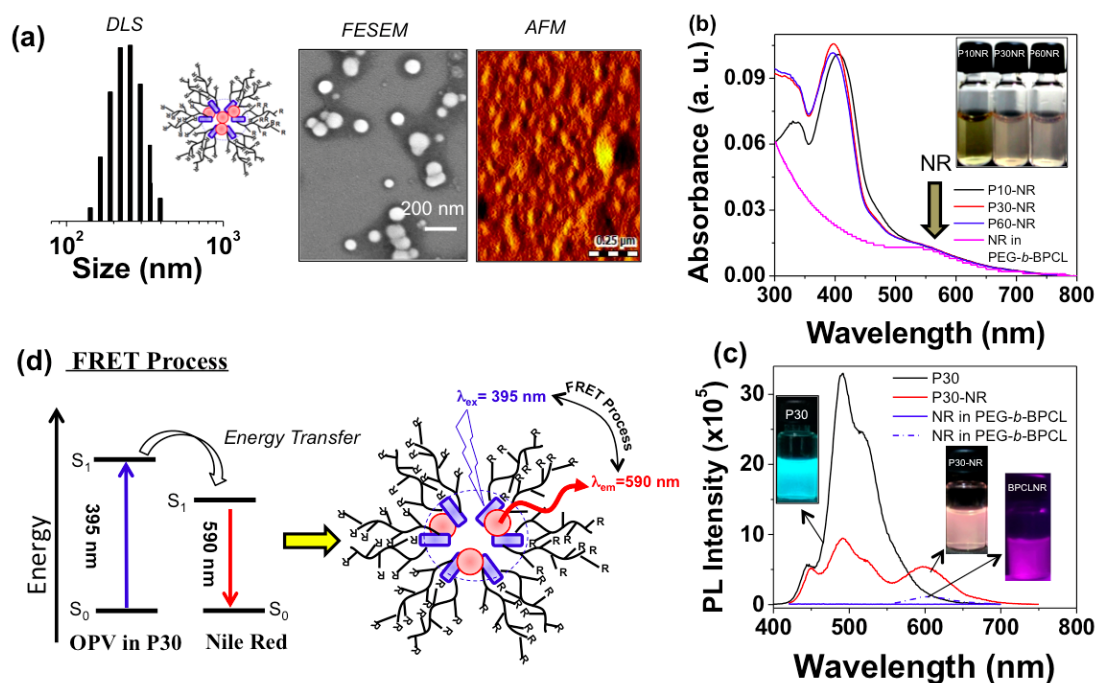 (a)
DLS
10²
10³
Size (nm)
FESEM
200 nm
AFM
0.25 µm
(b)
Absorbance (a. u.)
0.09
0.06
0.03
0.00
300 400 500 600 700 800
Wavelength (nm)
P10NR P30NR P60NR
NR
P10-NR
P30-NR
P60-NR
NR in
PEG-b-BPCL
(d) FRET Process
Energy
S₁
S₀
395 nm
OPV in P30
Energy Transfer
S₁
S₀
590 nm
Nile Red
λex= 395 nm
FRET
Process
λem=590 nm
R R R R R R
(c)
PL Intensity (x10⁵)
30
20
10
0
400 500 600 700 800
Wavelength (nm)
P30
P30-NR
NR in PEG-b-BPCL
NR in PEG-b-BPCL
P30
P30-NR
BPCLNR